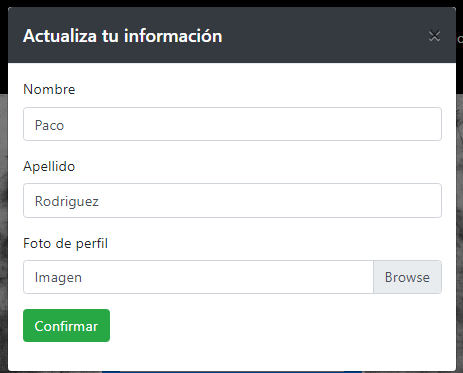 Actualiza tu información ×
Nombre
Paco
Apellido
Rodriguez
Foto de perfil
Imagen Browse
Confirmar